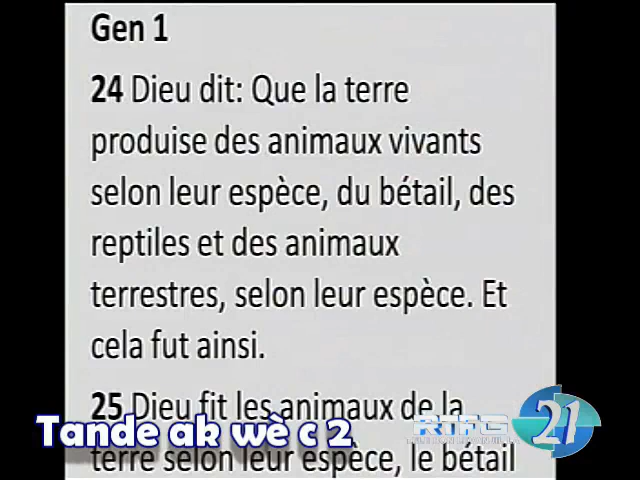 Gen 1
24 Dieu dit: Que la terre
produise des animaux vivants
selon leur espèce, du bétail, des
reptiles et des animaux
terrestres, selon leur espèce. Et
cela fut ainsi.
25 Dieu fit les animaux de la
terre selon leur espèce, le bétail
Tande ak wè c 2
RTFG
21